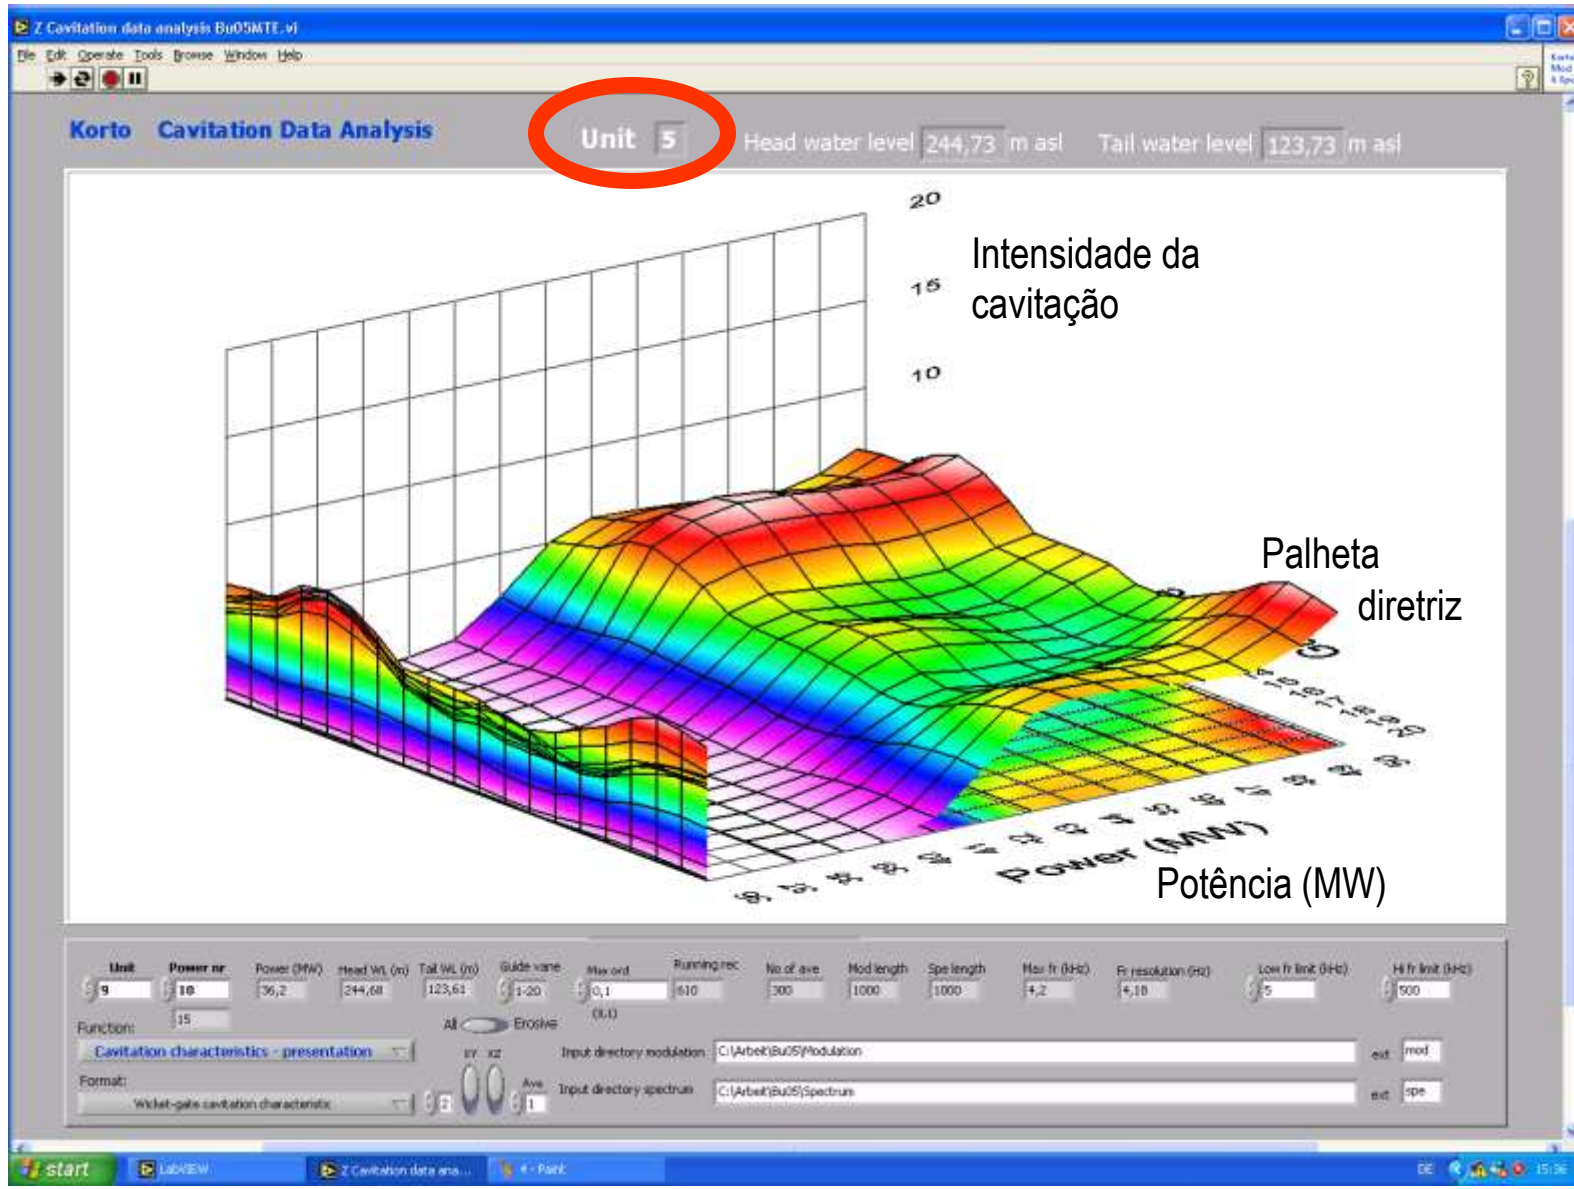 Z Cavitation data analysis Bu05MTE.vi
File Edit Operate Tools Browse Window Help
Korto Cavitation Data Analysis
Unit 5
Head water level 244,73 m asl
Tail water level 123,73 m asl
20
15
10
Intensidade da
cavitação
Palheta
diretriz
Power (MW)
Potência (MW)
Unit Power nr Power (MW) Head WL (m) Tail WL (m) Guide vane Max ord Running rec No of ave Mod length Spe length Max fr (kHz) Fr resolution (Hz) Low fr limit (kHz) Hi fr limit (kHz)
9 10 36,2 244,68 123,61 1-20 0,1 610 300 1000 1000 4,2 4,18 5 500
15
Function:
All Erosive
Cavitation characteristics - presentation
XY XZ
Input directory modulation C:\Arbeit\Bu05\Modulation ext mod
Format:
Ave
Wicket-gate cavitation characteristic
2
1
Input directory spectrum C:\Arbeit\Bu05\Spectrum ext spe
start LabVIEW Z Cavitation data ana... 4 - Paint DE 15:36